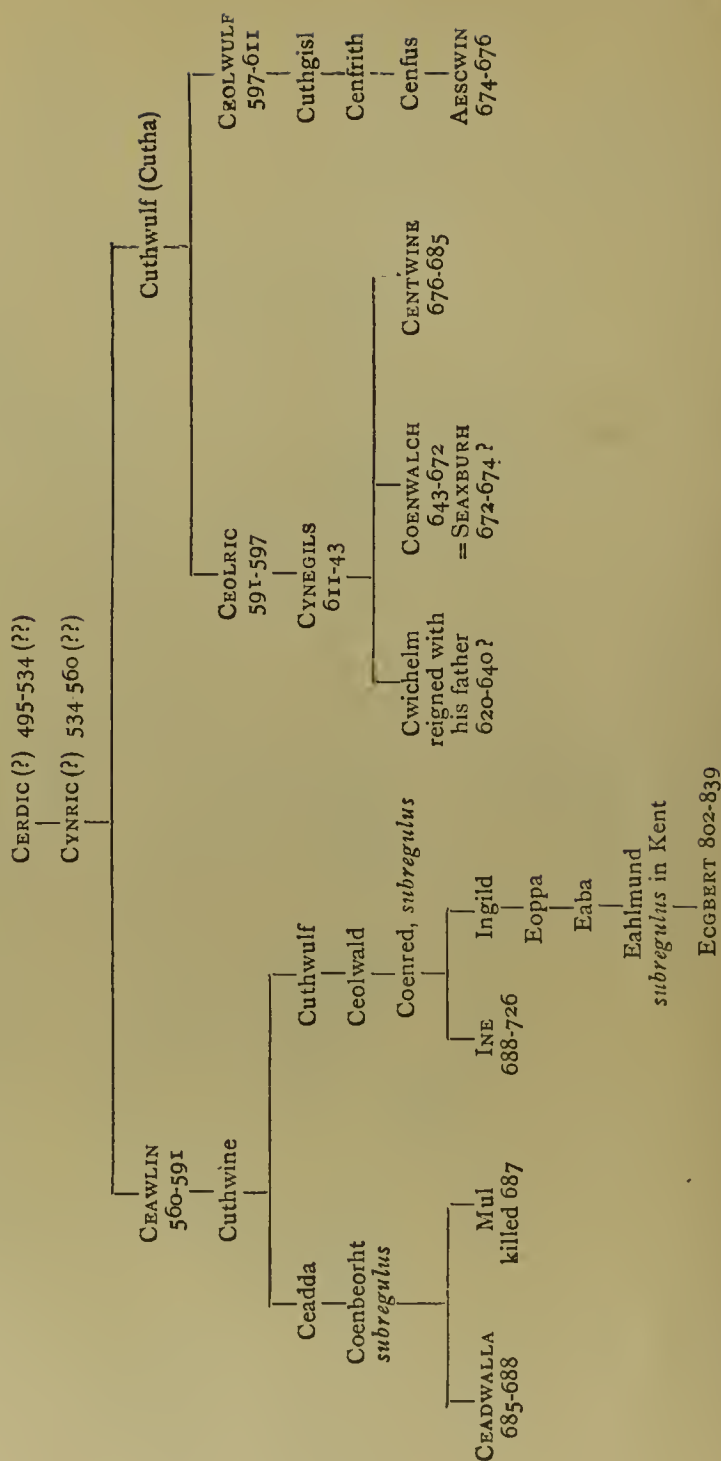 CERDIC (?) 495-534 (??)
CYNRIC (?) 534-560 (??)
CEAWLIN
560-591
Cuthwine
Ceadda
Coenbeorht
subregulus
CEADWALLA
685-688
Mul
killed 687
Cuthwulf
Ceolwald
Coenred, subregulus
INE
688-726
Ingild
Eoppa
Eaba
Eahlmund
subregulus in Kent
ECGBERT 802-839
Cuthwulf (Cutha)
CEOLRIC
591-597
CYNEGILS
611-43
Cwichelm
reigned with
his father
620-640?
COENWALCH
643-672
= SEAXBURH
672-674?
CENTWINE
676-685
CEOLWULF
597-611
Cuthgisl
Cenfrith
Cenfus
AESCWIN
674-676